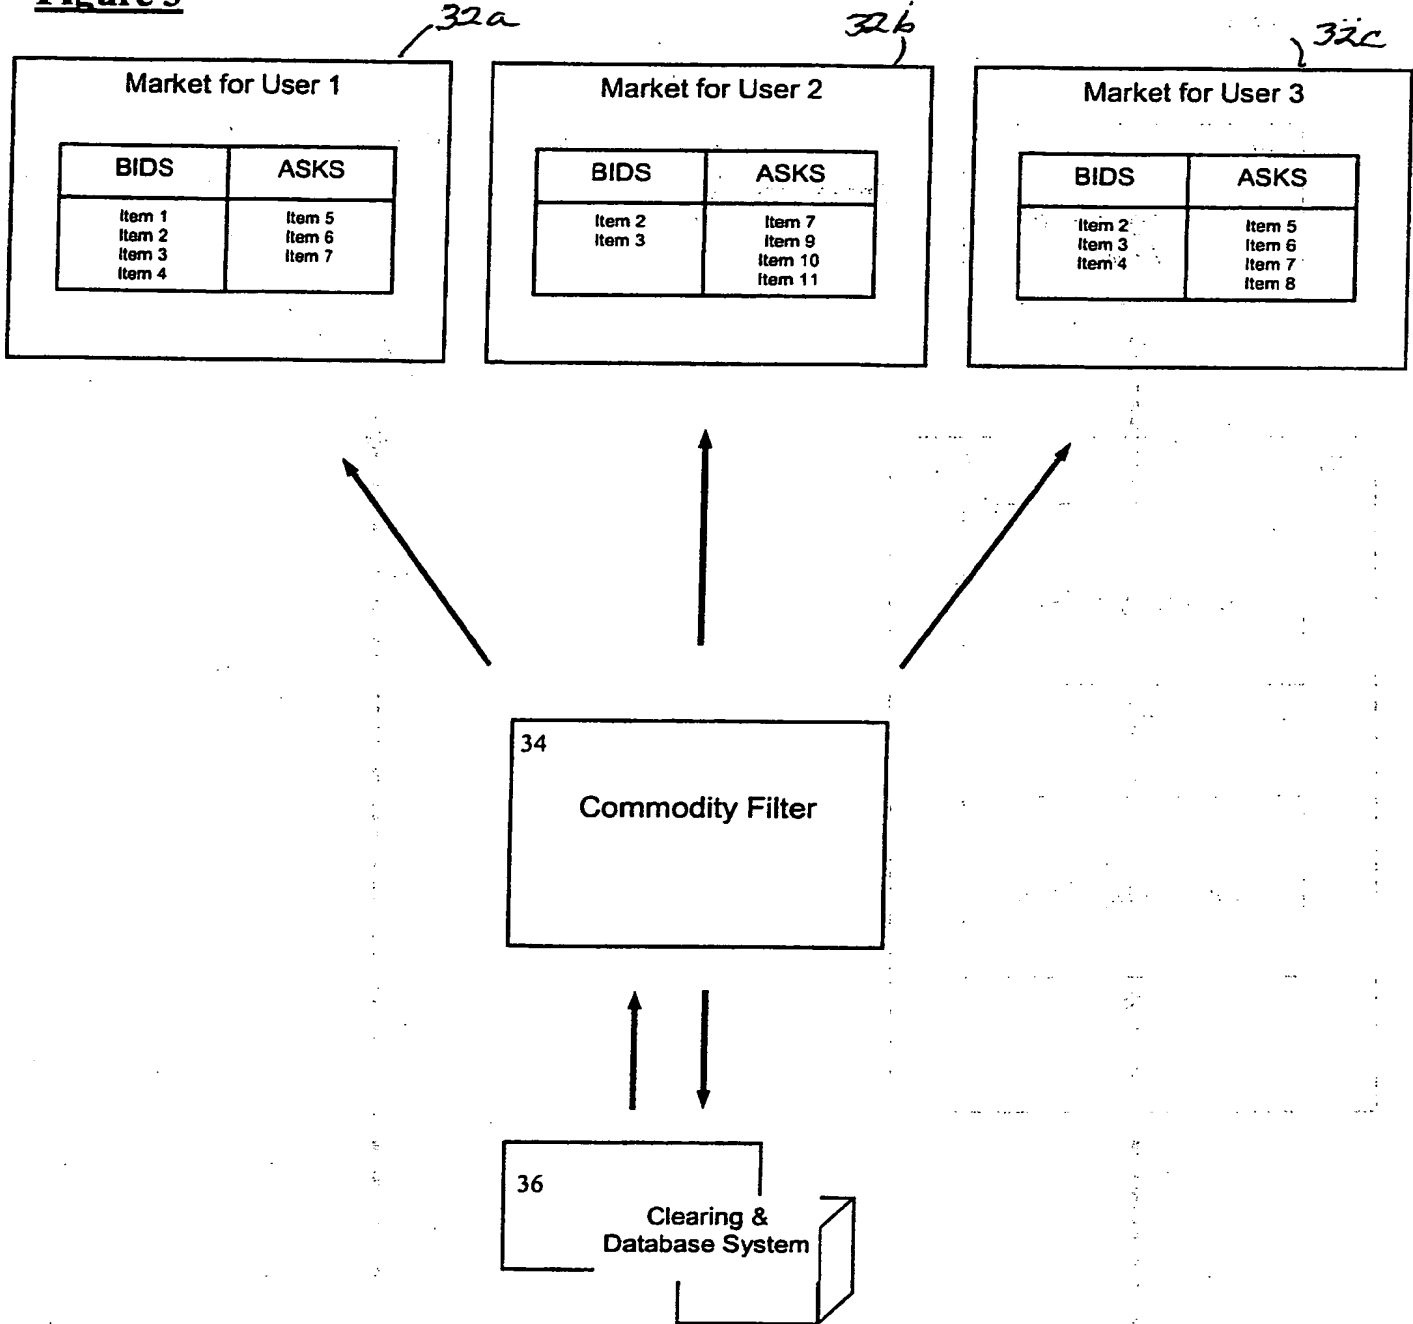 Figure 3
32a
32b
32c
Market for User 1
BIDS
ASKS
Item 1
Item 2
Item 3
Item 4
Item 5
Item 6
Item 7
Market for User 2
BIDS
ASKS
Item 2
Item 3
Item 7
Item 9
Item 10
Item 11
Market for User 3
BIDS
ASKS
Item 2
Item 3
Item 4
Item 5
Item 6
Item 7
Item 8
34
Commodity Filter
36
Clearing &
Database System